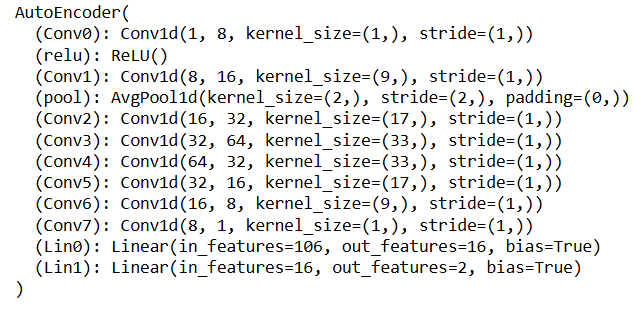 AutoEncoder(
  (Conv0): Conv1d(1, 8, kernel_size=(1,), stride=(1,))
  (relu): ReLU()
  (Conv1): Conv1d(8, 16, kernel_size=(9,), stride=(1,))
  (pool): AvgPool1d(kernel_size=(2,), stride=(2,), padding=(0,))
  (Conv2): Conv1d(16, 32, kernel_size=(17,), stride=(1,))
  (Conv3): Conv1d(32, 64, kernel_size=(33,), stride=(1,))
  (Conv4): Conv1d(64, 32, kernel_size=(33,), stride=(1,))
  (Conv5): Conv1d(32, 16, kernel_size=(17,), stride=(1,))
  (Conv6): Conv1d(16, 8, kernel_size=(9,), stride=(1,))
  (Conv7): Conv1d(8, 1, kernel_size=(1,), stride=(1,))
  (Lin0): Linear(in_features=106, out_features=16, bias=True)
  (Lin1): Linear(in_features=16, out_features=2, bias=True)
)